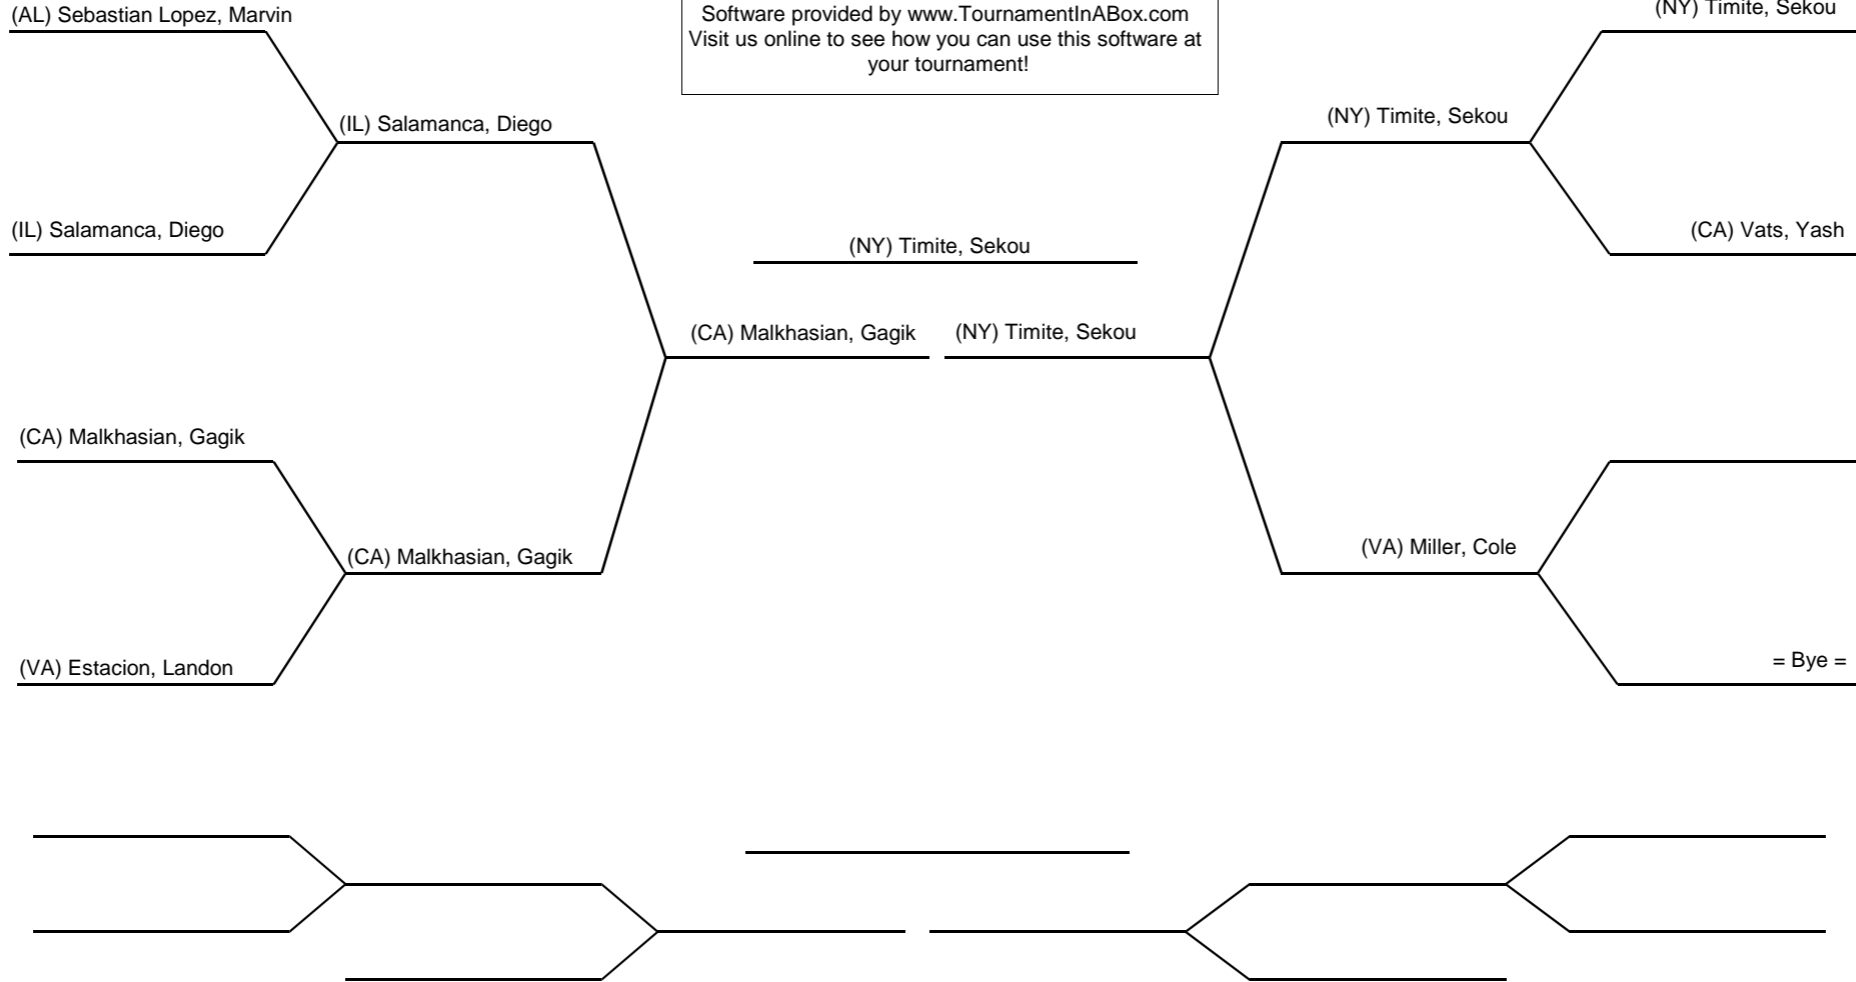 (AL) Sebastian Lopez, Marvin
Software provided by www.TournamentInABox.com
Visit us online to see how you can use this software at
your tournament!
(NY) Timite, Sekou
(IL) Salamanca, Diego
(NY) Timite, Sekou
(IL) Salamanca, Diego
(NY) Timite, Sekou
(CA) Vats, Yash
(CA) Malkhasian, Gagik
(NY) Timite, Sekou
(CA) Malkhasian, Gagik
(CA) Malkhasian, Gagik
(VA) Miller, Cole
(VA) Estacion, Landon
= Bye =